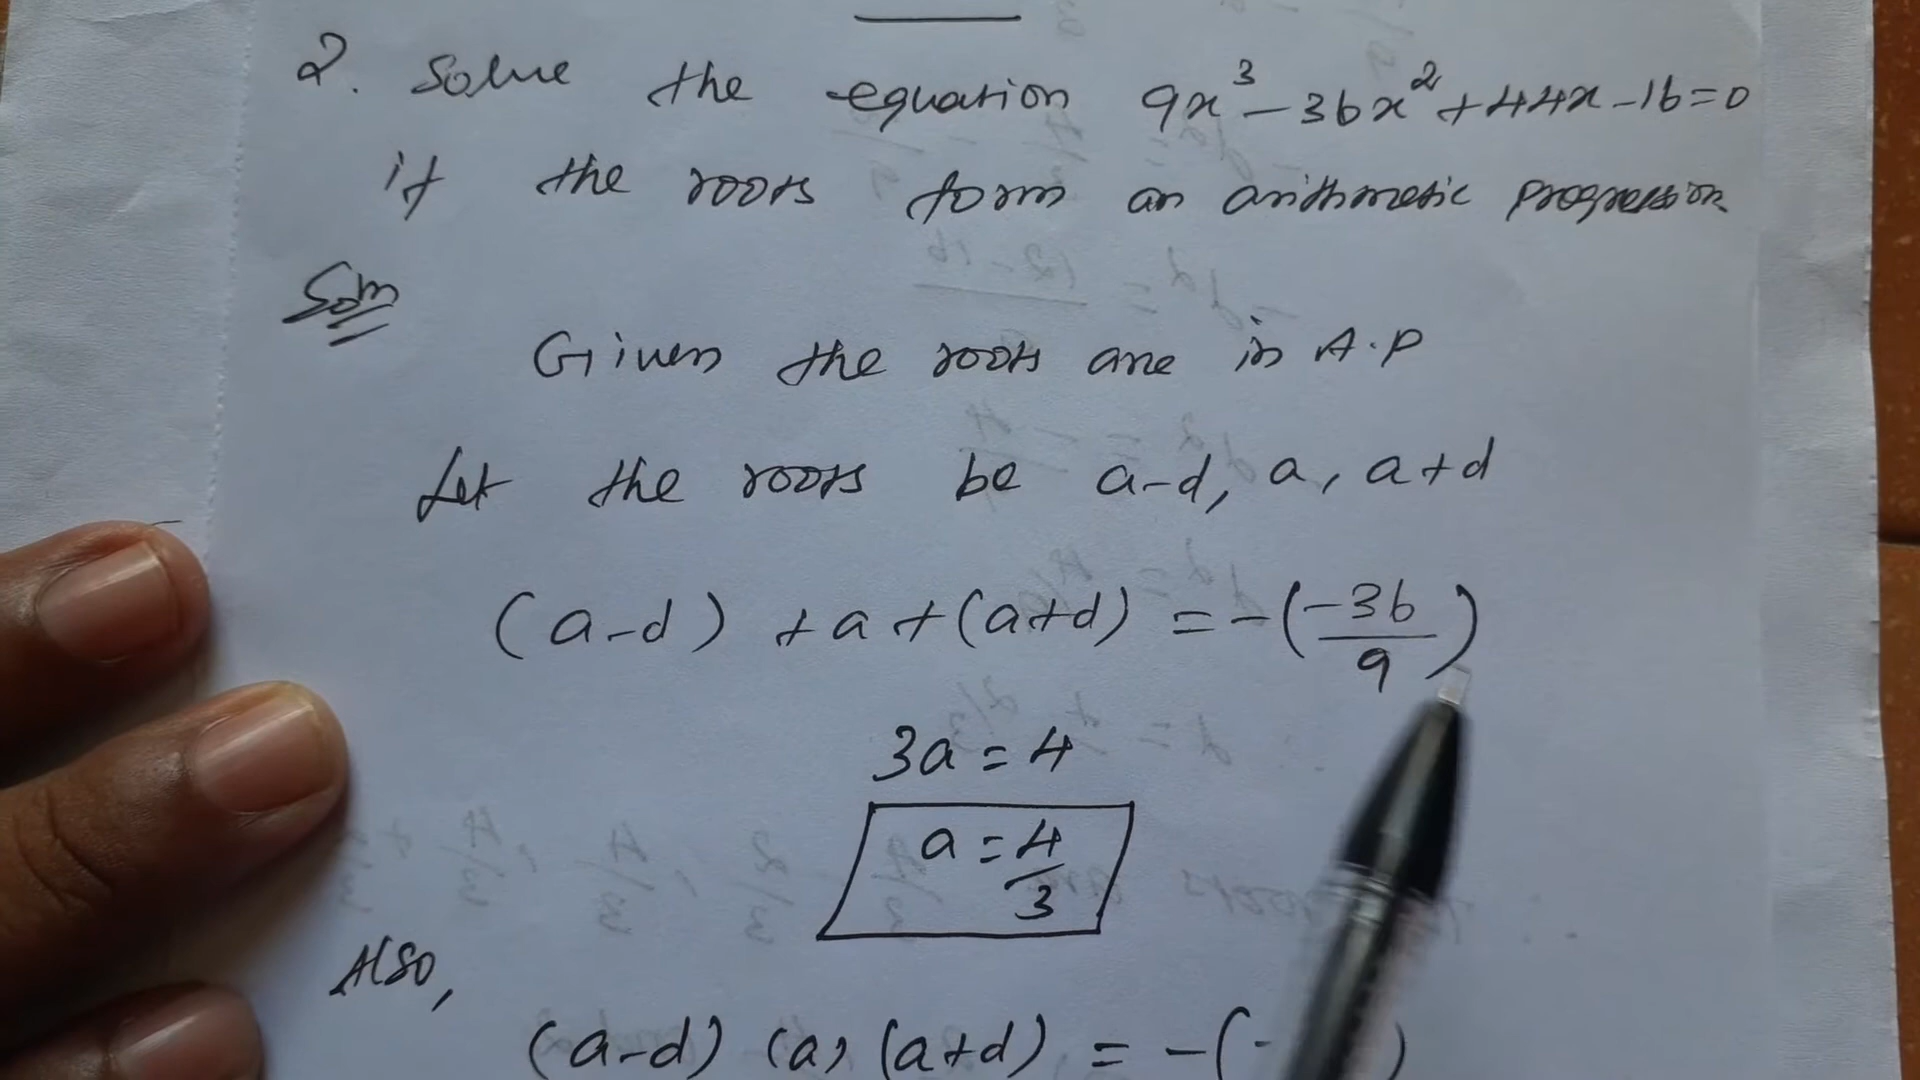 2. Solve the equation 9x³ - 36x² + 44x - 16 = 0
if the roots form an arithmetic progression
Soln
Given the roots are in A.P
Let the roots be a-d, a, a+d
(a-d) + a + (a+d) = -(-36/9)
3a = 4
a = 4/3
Also,
(a-d) (a) (a+d) = -(-